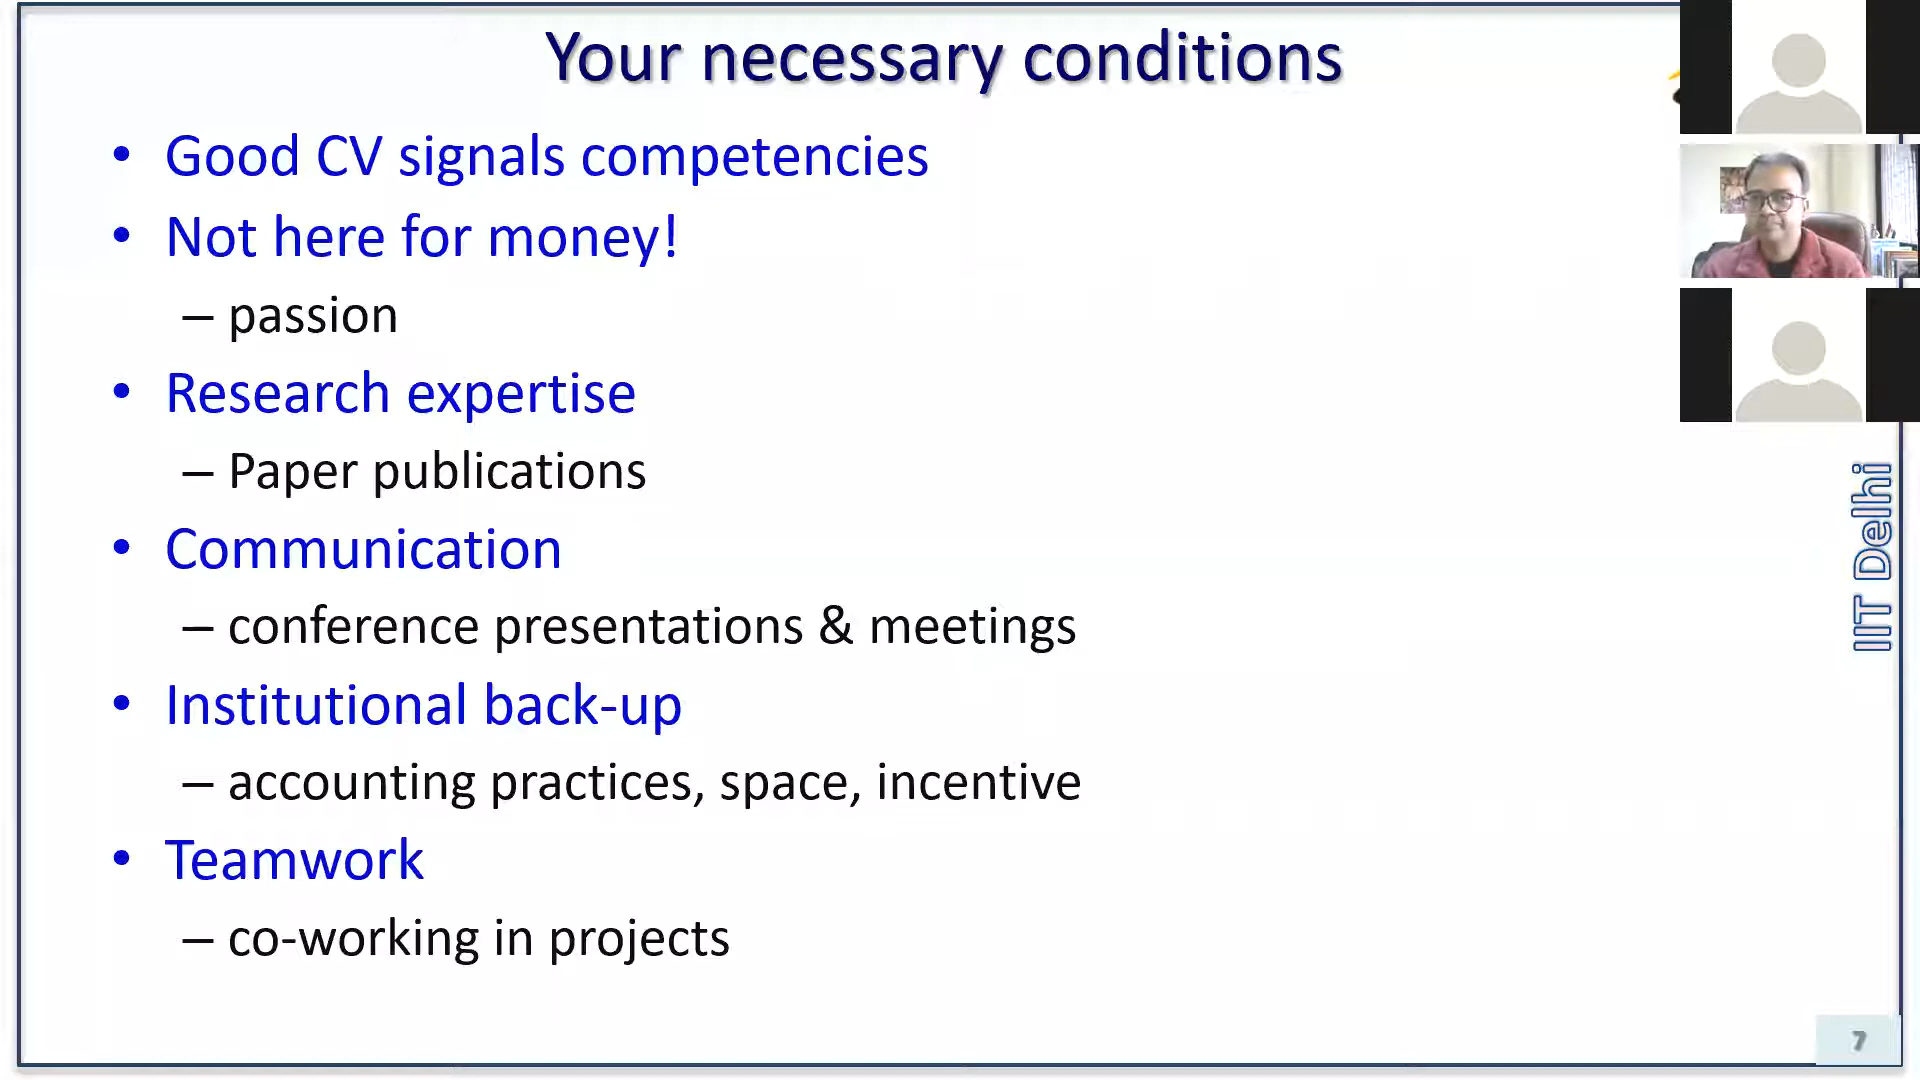 Your necessary conditions
• Good CV signals competencies
• Not here for money!
– passion
• Research expertise
– Paper publications
• Communication
– conference presentations & meetings
• Institutional back-up
– accounting practices, space, incentive
• Teamwork
– co-working in projects
IIT Delhi
7